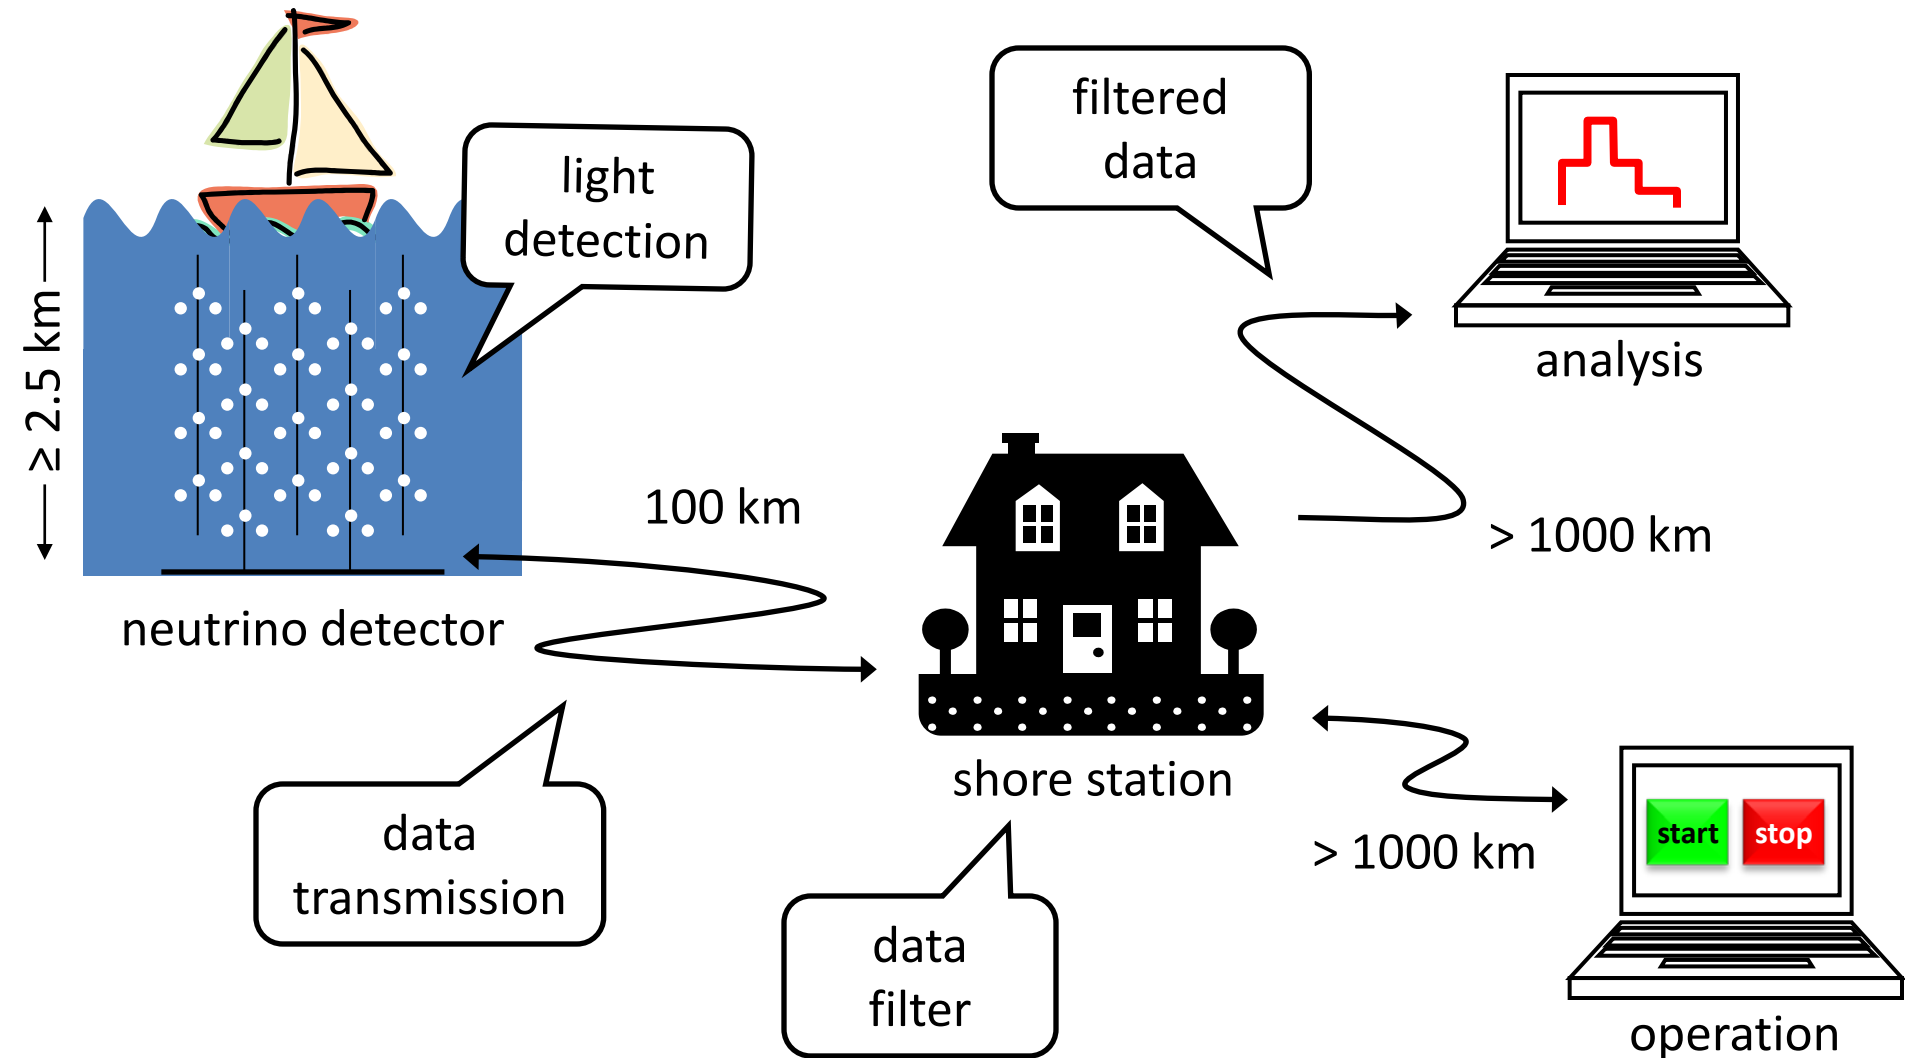 light
detection
≥ 2.5 km
neutrino detector
100 km
data
transmission
shore station
data
filter
filtered
data
analysis
> 1000 km
> 1000 km
start
stop
operation